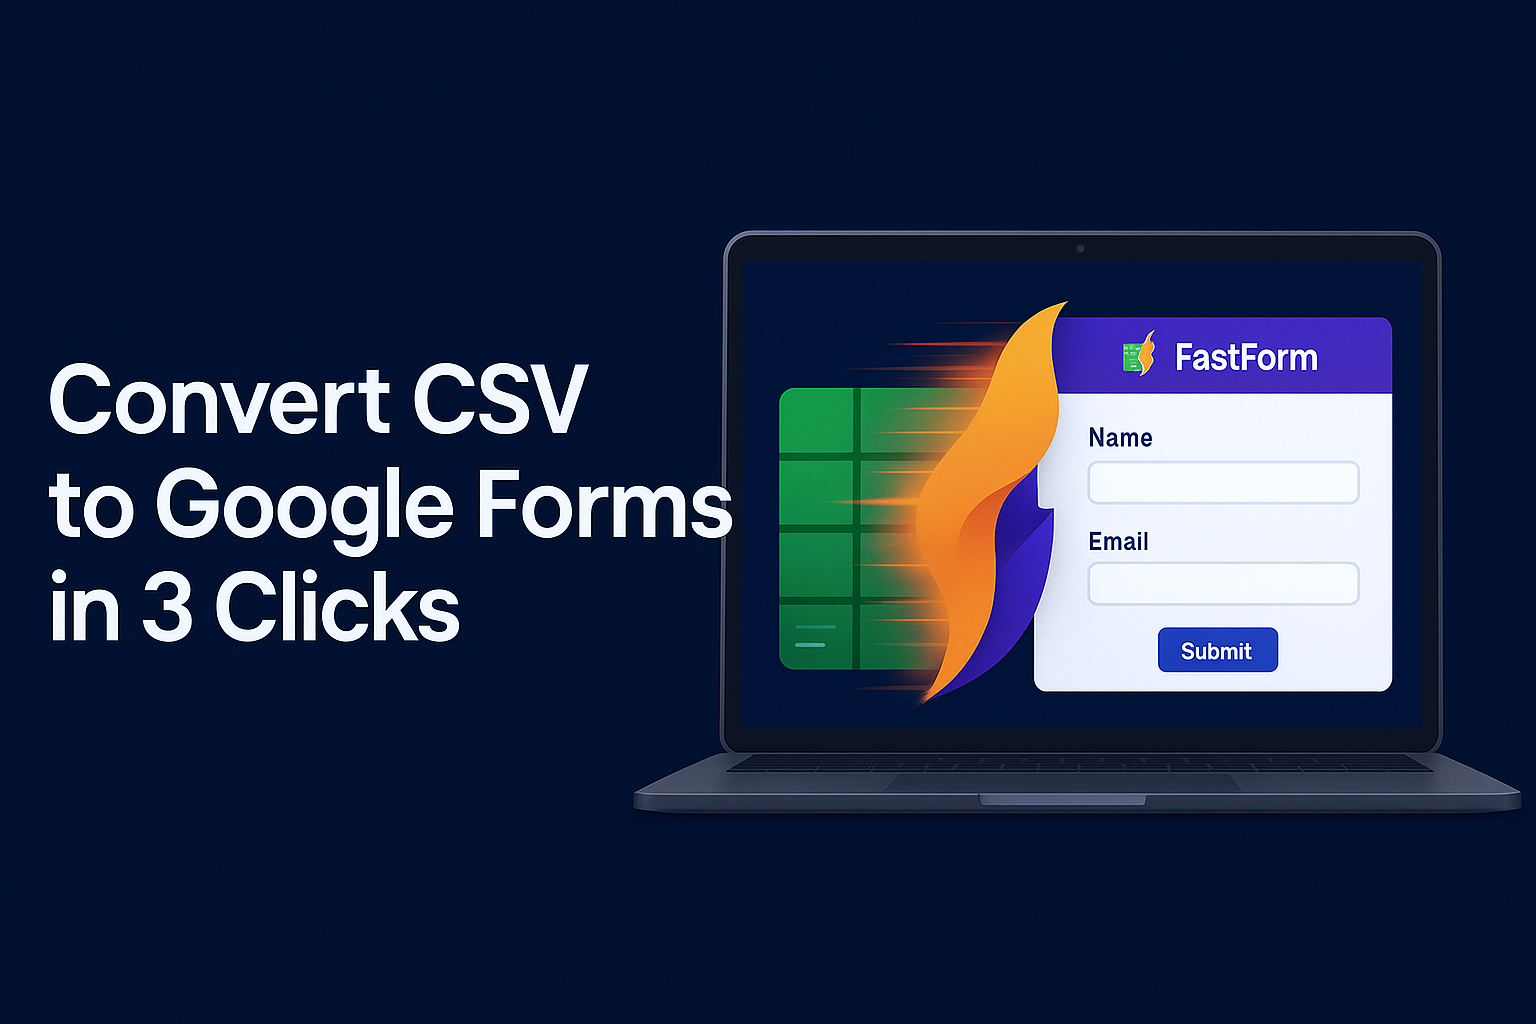 Convert CSV
to Google Forms
in 3 Clicks
FastForm
Name
Email
Submit